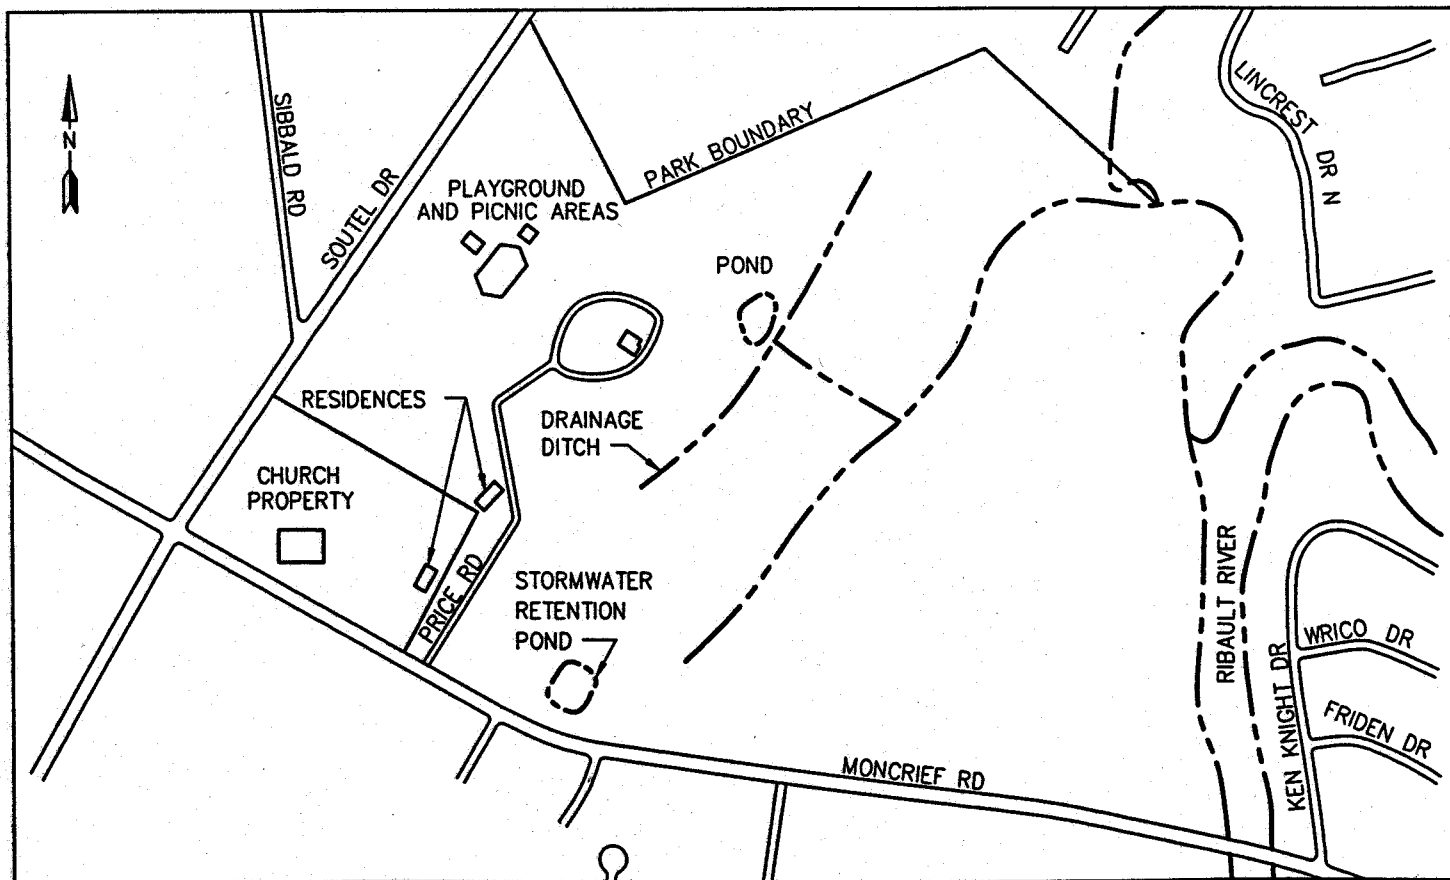 N
SIBBALD RD
SOUTEL DR
PLAYGROUND
AND PICNIC AREAS
PARK BOUNDARY
LINCREST DR N
POND
RESIDENCES
DRAINAGE
DITCH
CHURCH
PROPERTY
PRICE RD
STORMWATER
RETENTION
POND
RIBAULT RIVER
KEN KNIGHT DR
WRICO DR
FRIDEN DR
MONCRIEF RD